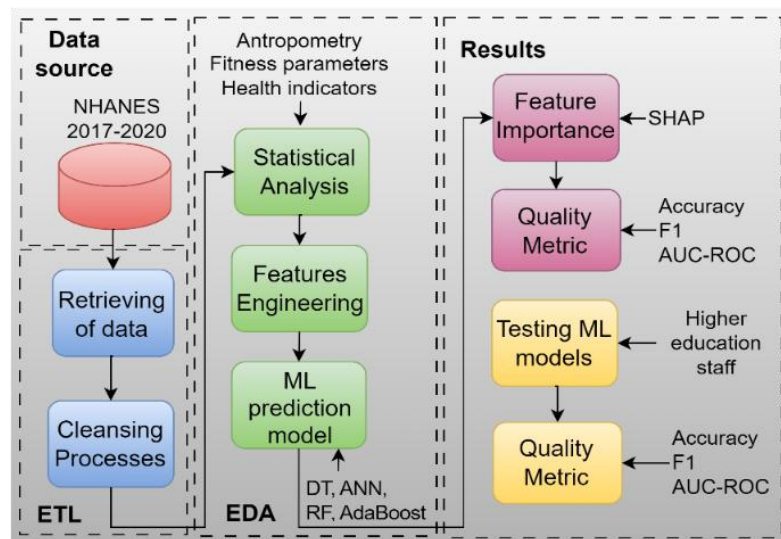 Data
source
NHANES
2017-2020
Retrieving
of data
Cleansing
Processes
ETL
Antropometry
Fitness parameters
Health indicators
Statistical
Analysis
Features
Engineering
ML
prediction
model
DT, ANN,
RF, AdaBoost
EDA
Results
Feature
Importance
SHAP
Quality
Metric
Accuracy
F1
AUC-ROC
Testing ML
models
Higher
education
staff
Quality
Metric
Accuracy
F1
AUC-ROC